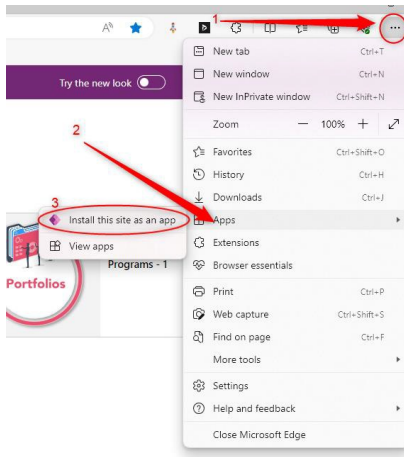 1
Try the new look
New tab Ctrl+T
New window Ctrl+N
New InPrivate window Ctrl+Shift+N
Zoom 100%
2
Favorites Ctrl+Shift+O
History Ctrl+H
Downloads Ctrl+J
3
Install this site as an app
Apps
View apps
Extensions
Programs - 1
Browser essentials
Portfolios
Print Ctrl+P
Web capture Ctrl+Shift+S
Find on page Ctrl+F
More tools
Settings
Help and feedback
Close Microsoft Edge